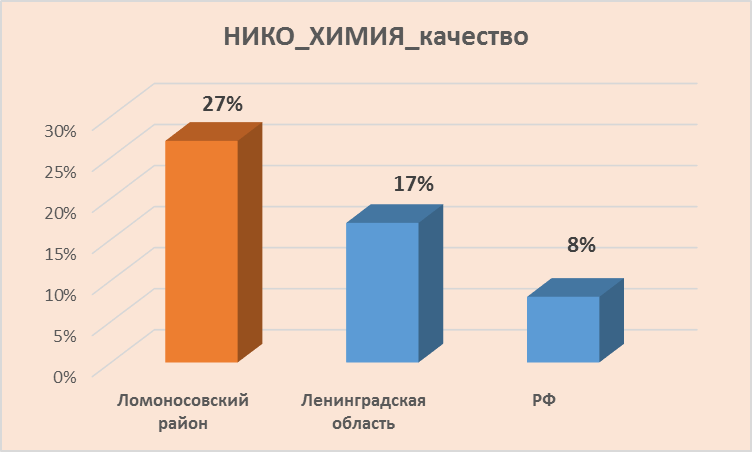 НИКО_ХИМИЯ_качество
27%
17%
8%
30%
25%
20%
15%
10%
5%
0%
Ломоносовский
район
Ленинградская
область
РФ